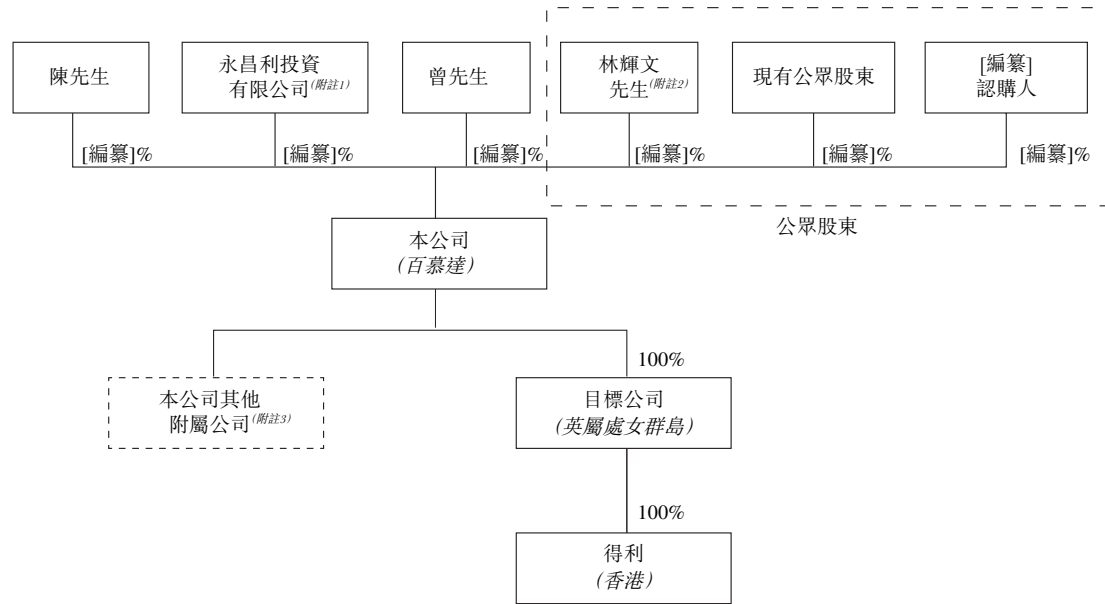 陳先生
永昌利投資
有限公司(附註1)
曾先生
林輝文
先生(附註2)
現有公眾股東
[編纂]
認購人
[編纂]%
[編纂]%
[編纂]%
[編纂]%
[編纂]%
[編纂]%
公眾股東
本公司
(百慕達)
100%
本公司其他
附屬公司(附註3)
目標公司
(英屬處女群島)
100%
得利
(香港)